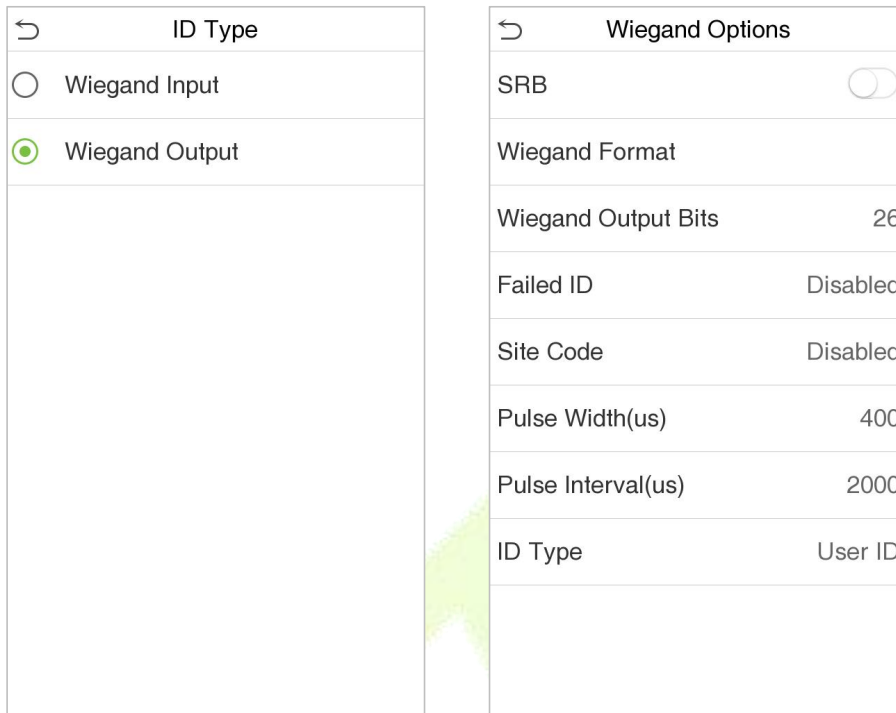 ID Type
Wiegand Input
Wiegand Output
Wiegand Options
SRB
Wiegand Format
Wiegand Output Bits 26
Failed ID Disabled
Site Code Disabled
Pulse Width(us) 400
Pulse Interval(us) 2000
ID Type User ID